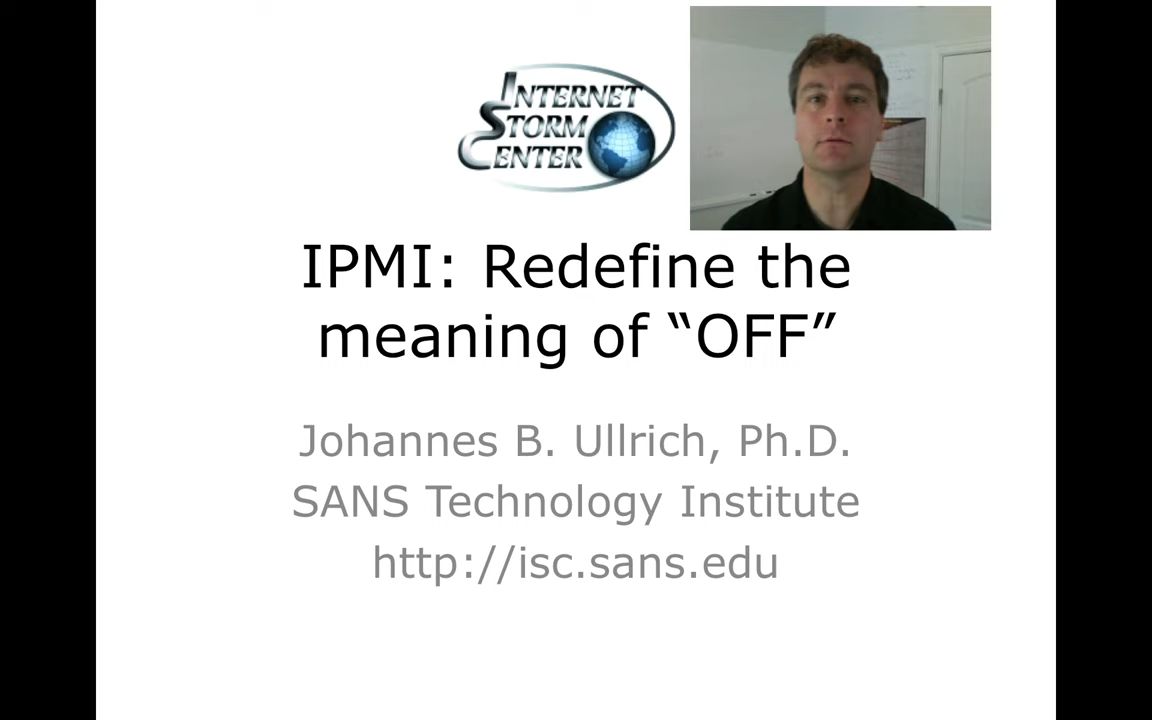 INTERNET
STORM
CENTER
IPMI: Redefine the
meaning of “OFF”
Johannes B. Ullrich, Ph.D.
SANS Technology Institute
http://isc.sans.edu